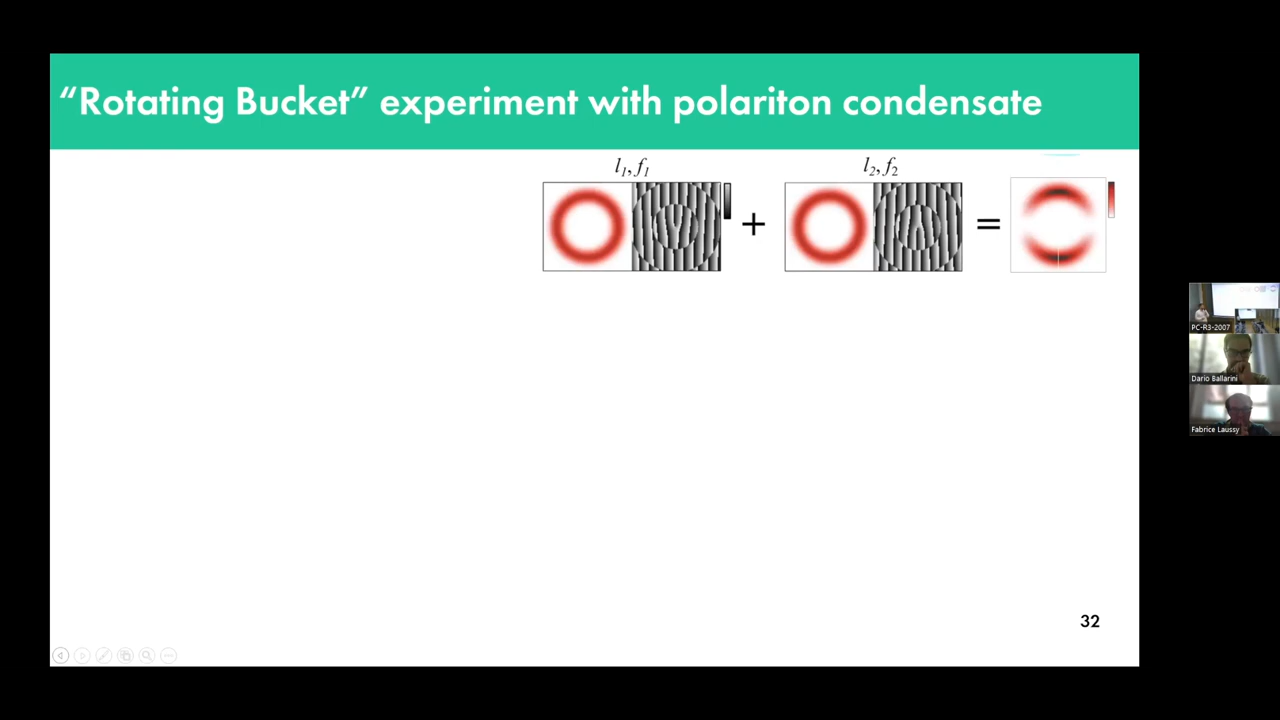 “Rotating Bucket” experiment with polariton condensate
l1, f1
l2, f2
+
=
PC-R3-2007
Dario Ballarini
Fabrice Laussy
32